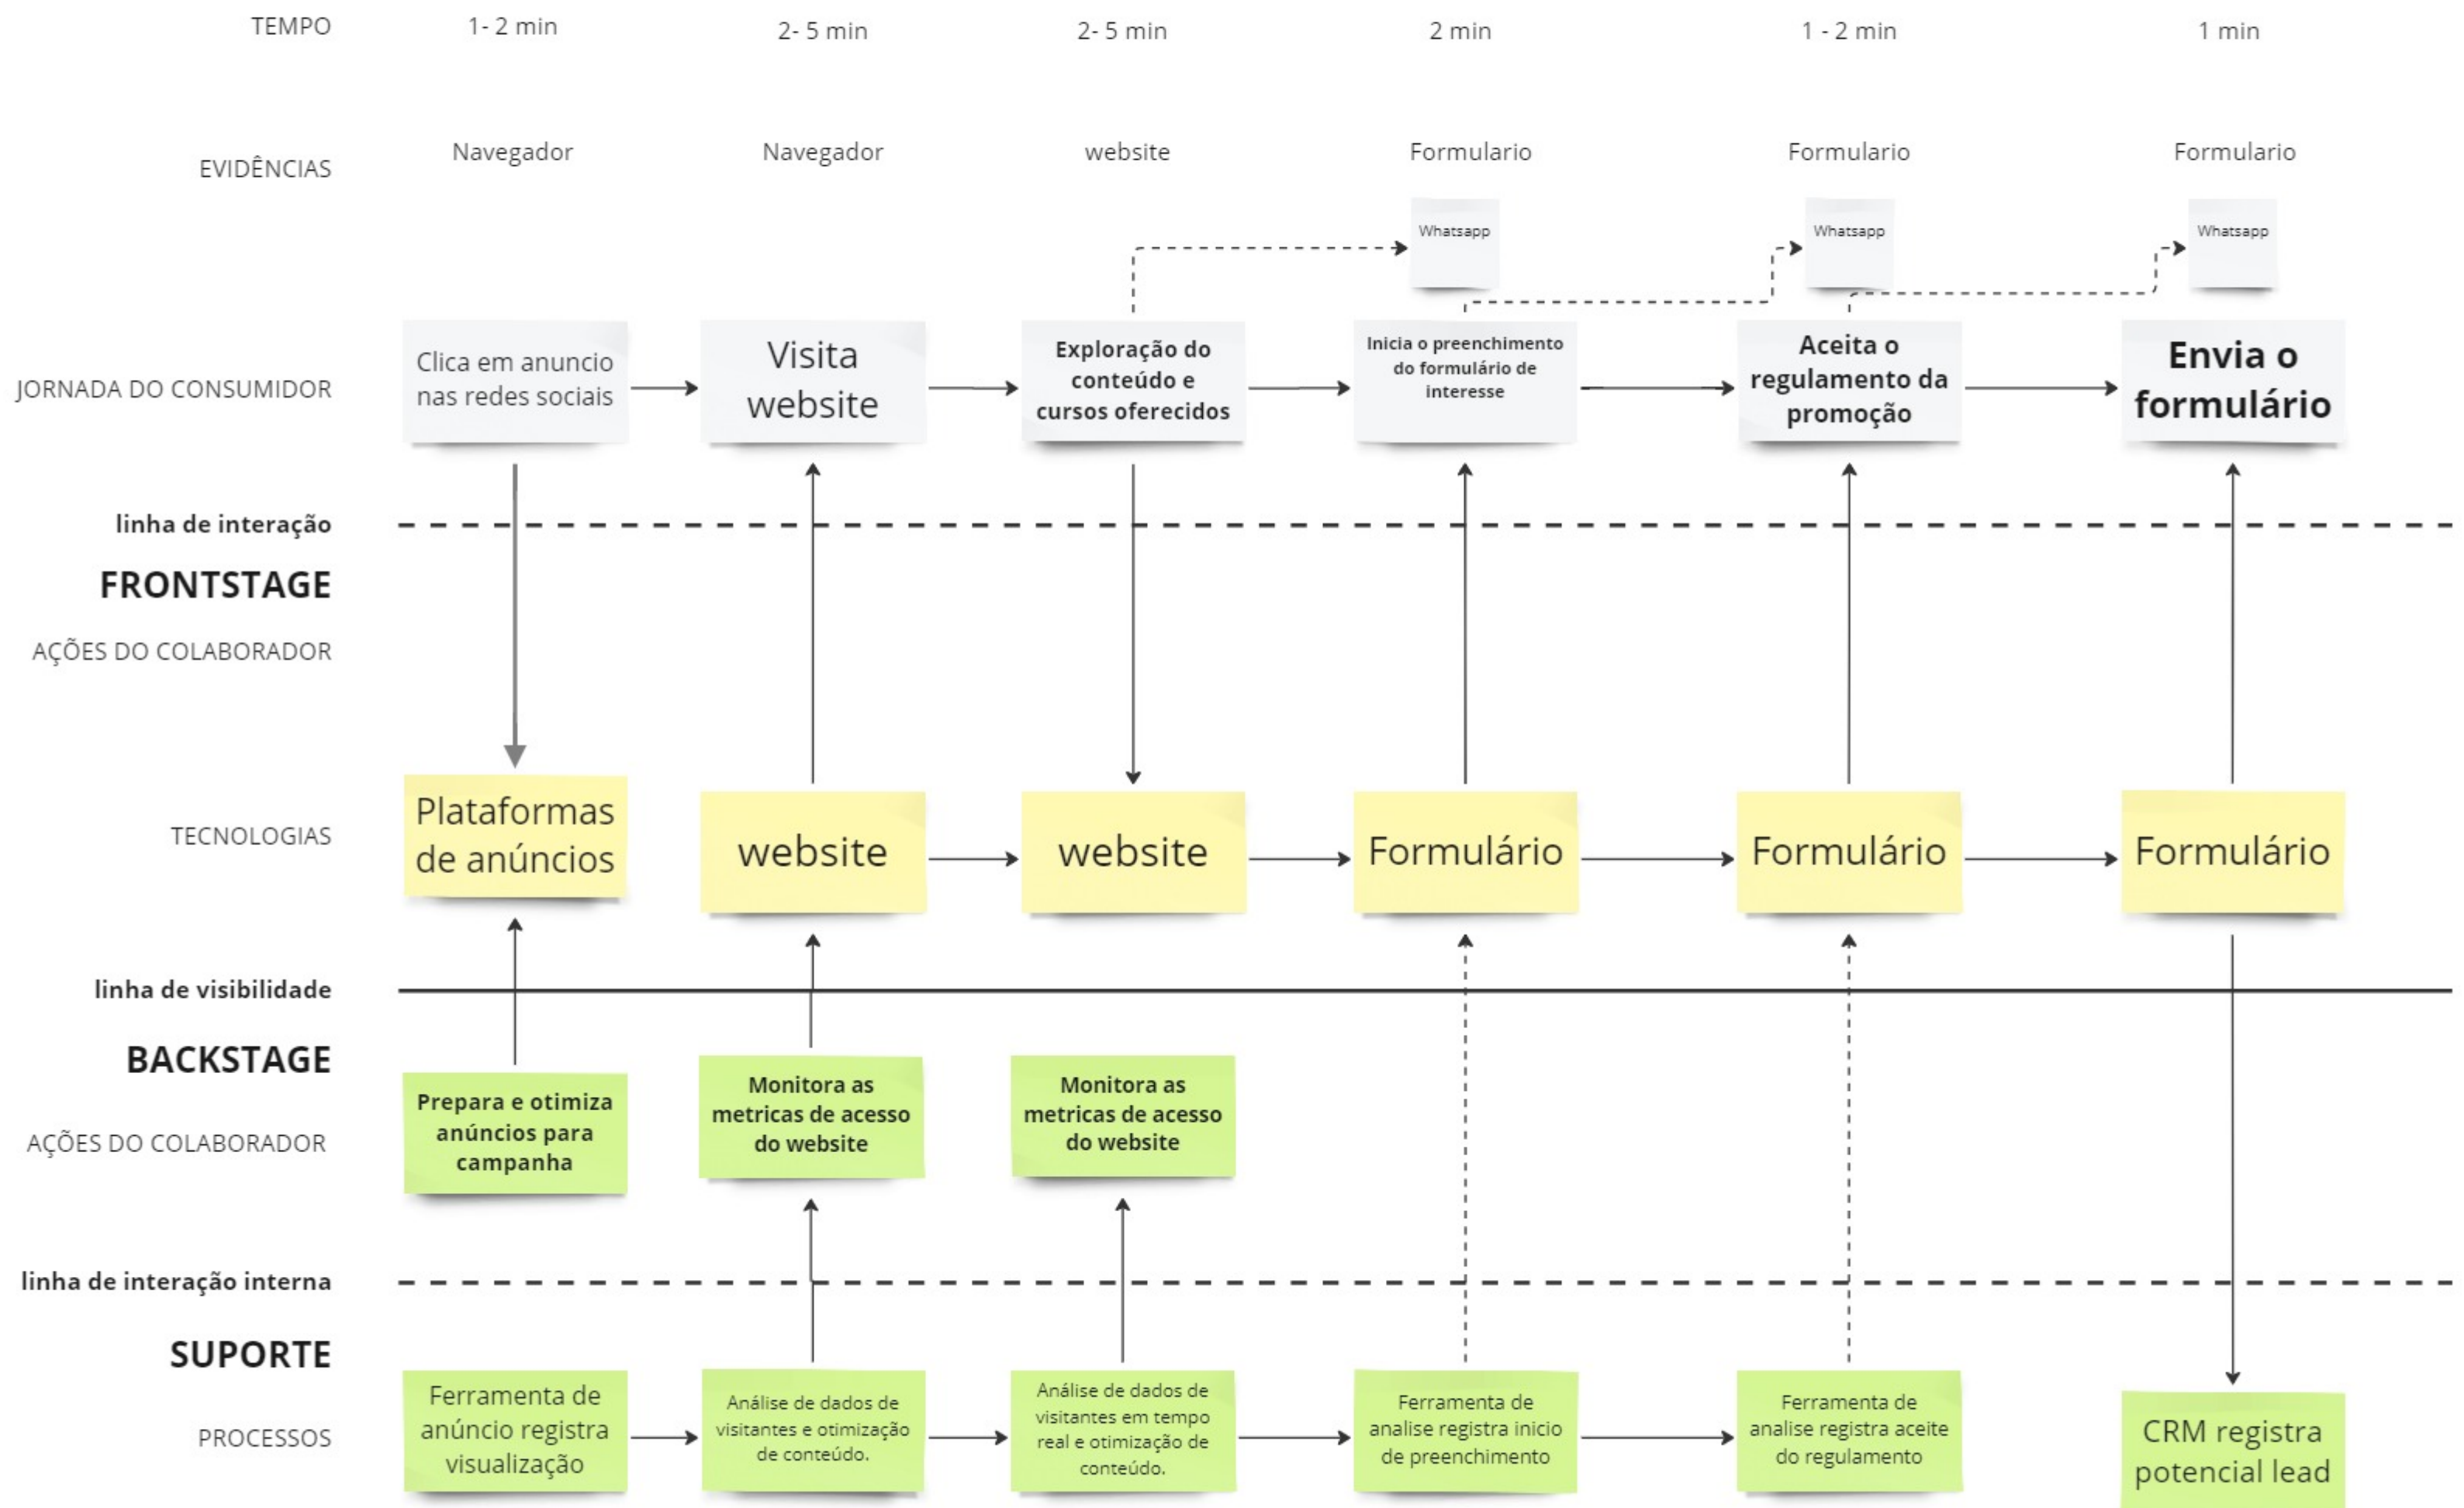 TEMPO
1- 2 min
2- 5 min
2- 5 min
2 min
1 - 2 min
1 min
EVIDÊNCIAS
Navegador
Navegador
website
Formulario
Formulario
Formulario
Whatsapp
Whatsapp
Whatsapp
JORNADA DO CONSUMIDOR
Clica em anuncio
nas redes sociais
Visita
website
Exploração do
conteúdo e
cursos oferecidos
Inicia o preenchimento
do formulário de
interesse
Aceita o
regulamento da
promoção
Envia o
formulário
linha de interação
FRONTSTAGE
AÇÕES DO COLABORADOR
TECNOLOGIAS
Plataformas
de anúncios
website
website
Formulário
Formulário
Formulário
linha de visibilidade
BACKSTAGE
AÇÕES DO COLABORADOR
Prepara e otimiza
anúncios para
campanha
Monitora as
metricas de acesso
do website
Monitora as
metricas de acesso
do website
linha de interação interna
SUPORTE
PROCESSOS
Ferramenta de
anúncio registra
visualização
Análise de dados de
visitantes e otimização
de conteúdo.
Análise de dados de
visitantes em tempo
real e otimização de
conteúdo.
Ferramenta de
analise registra inicio
de preenchimento
Ferramenta de
analise registra aceite
do regulamento
CRM registra
potencial lead